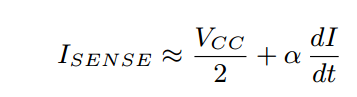 I_{SENSE} ≈ \frac{V_{CC}}{2} + α \frac{dI}{dt}